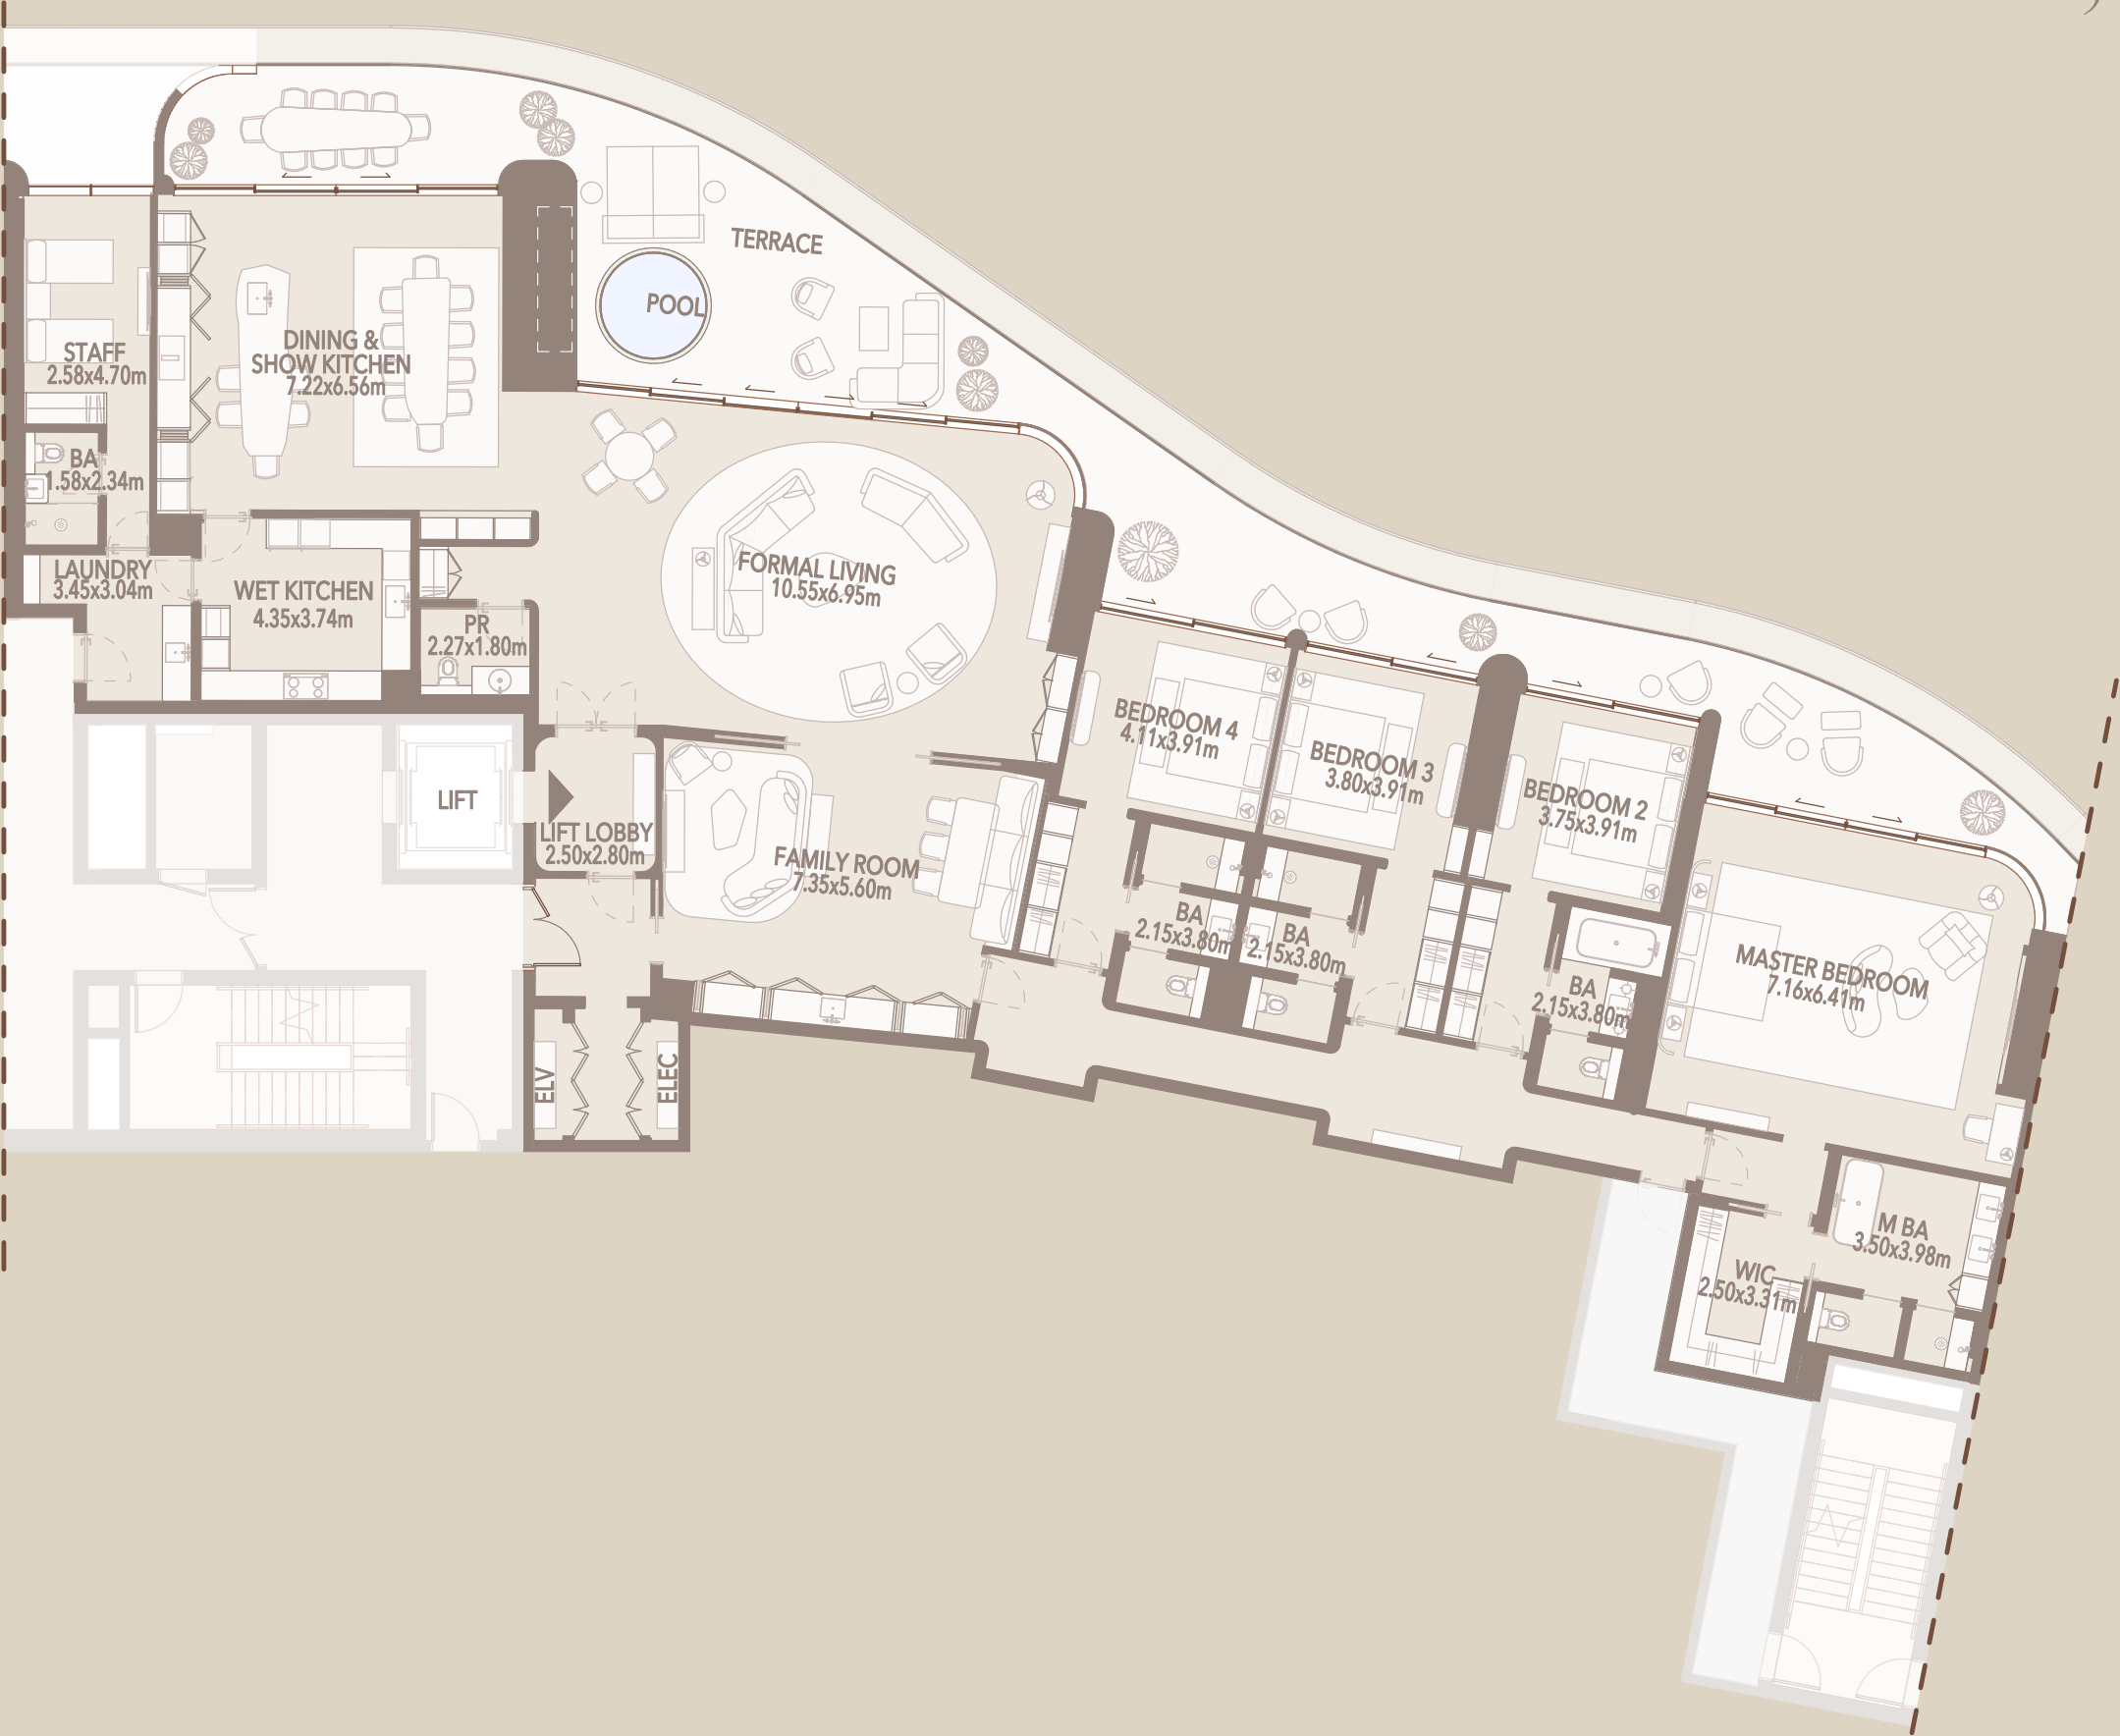 TERRACE
POOL
DINING &
SHOW KITCHEN
7.22x6.56m
STAFF
2.58x4.70m
BA
1.58x2.34m
LAUNDRY
3.45x3.04m
WET KITCHEN
4.35x3.74m
PR
2.27x1.80m
FORMAL LIVING
10.55x6.95m
LIFT
LIFT LOBBY
2.50x2.80m
FAMILY ROOM
7.35x5.60m
ELV
ELEC
BEDROOM 4
4.11x3.91m
BEDROOM 3
3.80x3.91m
BEDROOM 2
3.75x3.91m
BA
2.15x3.80m
BA
2.15x3.80m
BA
2.15x3.80m
MASTER BEDROOM
7.16x6.41m
M BA
3.50x3.98m
WIC
2.50x3.31m